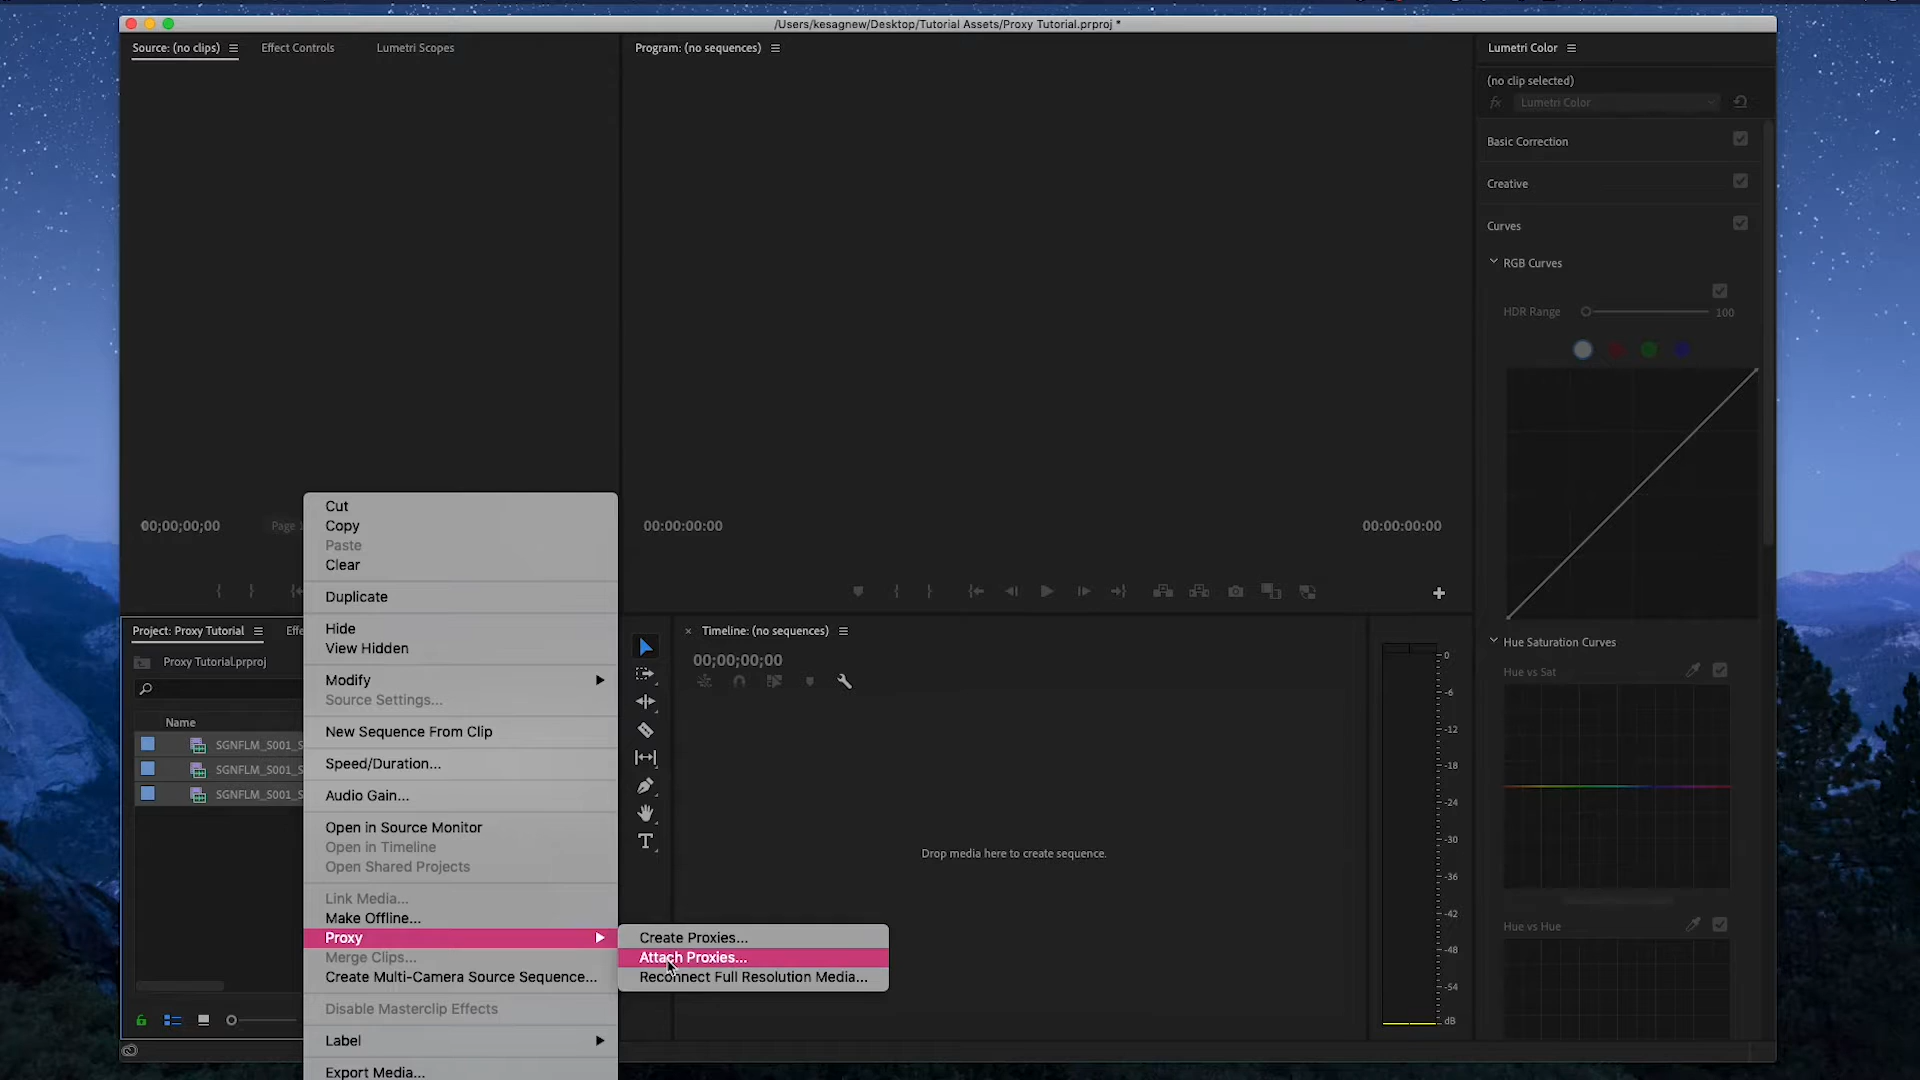 /Users/kesagnew/Desktop/Tutorial Assets/Proxy Tutorial.prproj *
Source: (no clips)
Effect Controls
Lumetri Scopes
Program: (no sequences)
Lumetri Color
(no clip selected)
fx
Lumetri Color
Basic Correction
Creative
Curves
RGB Curves
HDR Range
100
00;00;00;00
Page 1
00:00:00:00
00:00:00:00
Cut
Copy
Paste
Clear
Duplicate
Hide
View Hidden
Modify
Source Settings...
New Sequence From Clip
Speed/Duration...
Audio Gain...
Open in Source Monitor
Open in Timeline
Open Shared Projects
Link Media...
Make Offline...
Proxy
Merge Clips...
Create Multi-Camera Source Sequence...
Disable Masterclip Effects
Label
Export Media...
Create Proxies...
Attach Proxies...
Reconnect Full Resolution Media...
Project: Proxy Tutorial
Effe
Proxy Tutorial.prproj
Name
SGNFLM_S001_S
SGNFLM_S001_S
SGNFLM_S001_S
Timeline: (no sequences)
00;00;00;00
Drop media here to create sequence.
0
-6
-12
-18
-24
-30
-36
-42
-48
-54
dB
Hue Saturation Curves
Hue vs Sat
Hue vs Hue